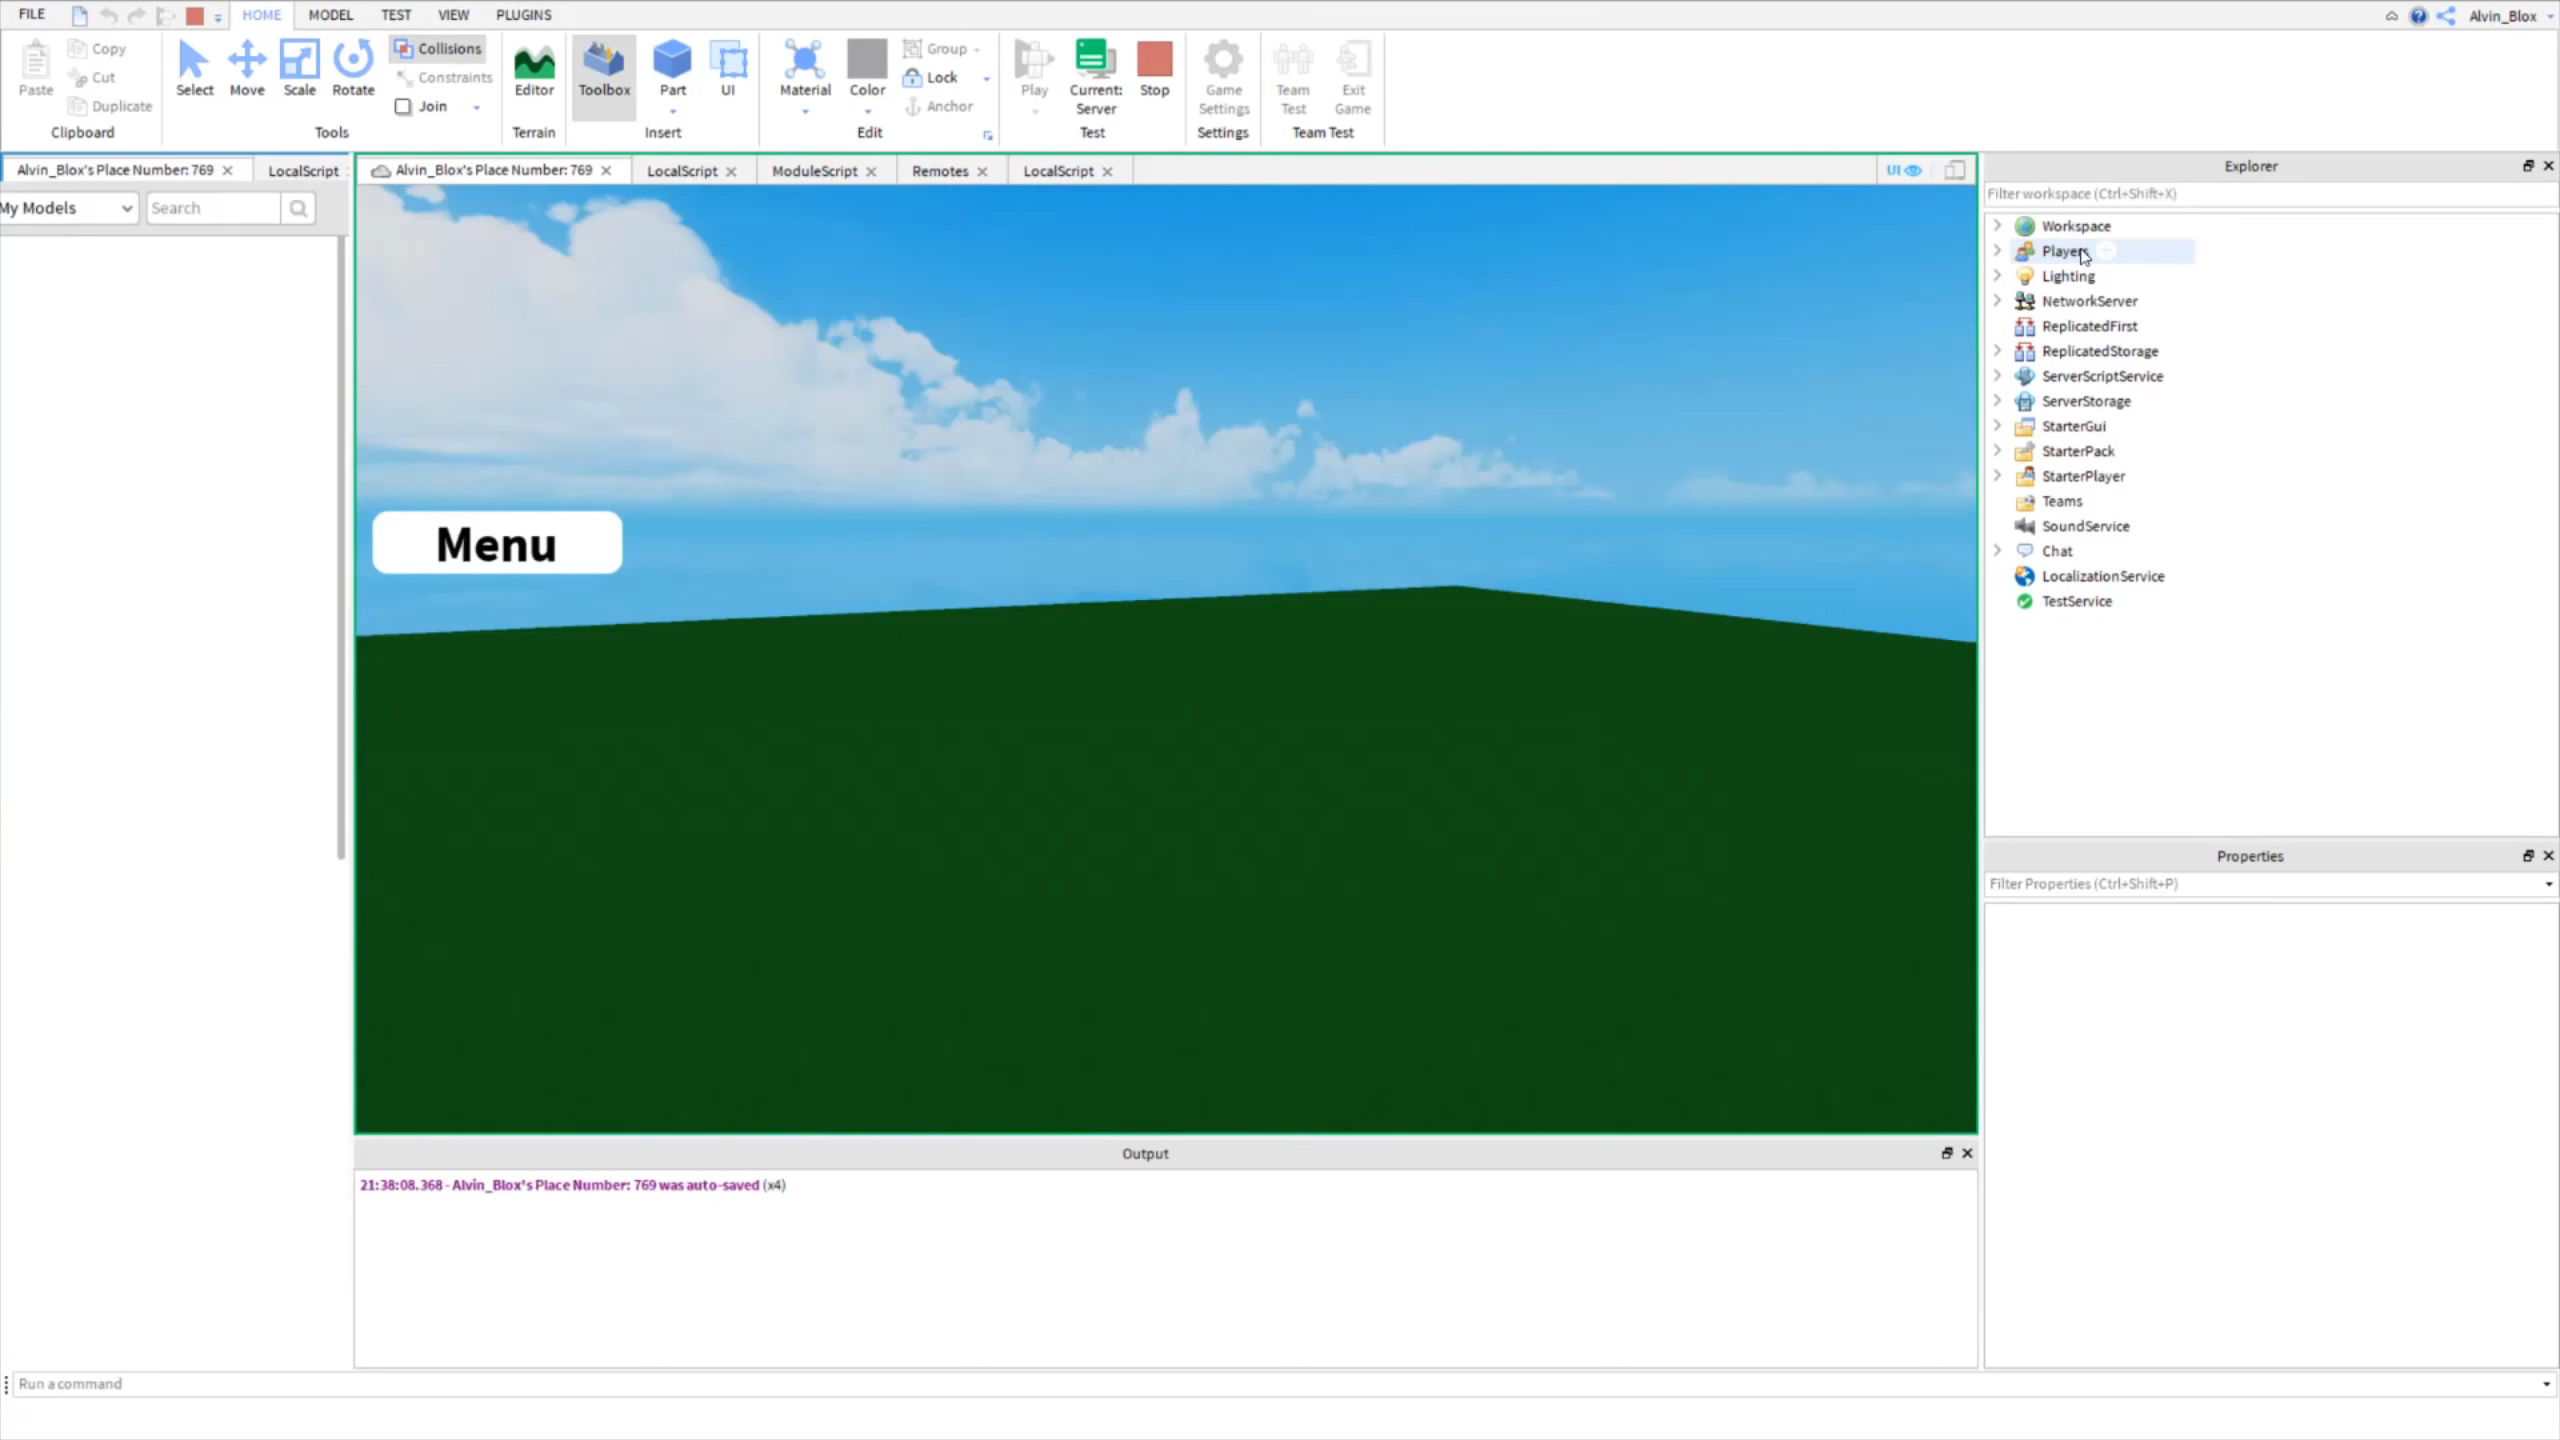 FILE HOME MODEL TEST VIEW PLUGINS Alvin_Blox
Paste Copy Cut Duplicate
Clipboard
Select Move Scale Rotate Collisions Constraints Join
Tools
Editor
Terrain
Toolbox Part UI
Insert
Material Color Group Lock Anchor
Edit
Play Current: Server Stop
Test
Game Settings
Settings
Team Test Exit Game
Team Test
Alvin_Blox's Place Number: 769 LocalScript
My Models Search
Alvin_Blox's Place Number: 769 LocalScript ModuleScript Remotes LocalScript UI
Menu
Explorer
Filter workspace (Ctrl+Shift+X)
Workspace
Players
Lighting
NetworkServer
ReplicatedFirst
ReplicatedStorage
ServerScriptService
ServerStorage
StarterGui
StarterPack
StarterPlayer
Teams
SoundService
Chat
LocalizationService
TestService
Properties
Filter Properties (Ctrl+Shift+P)
Output
21:38:08.368 - Alvin_Blox's Place Number: 769 was auto-saved (x4)
Run a command